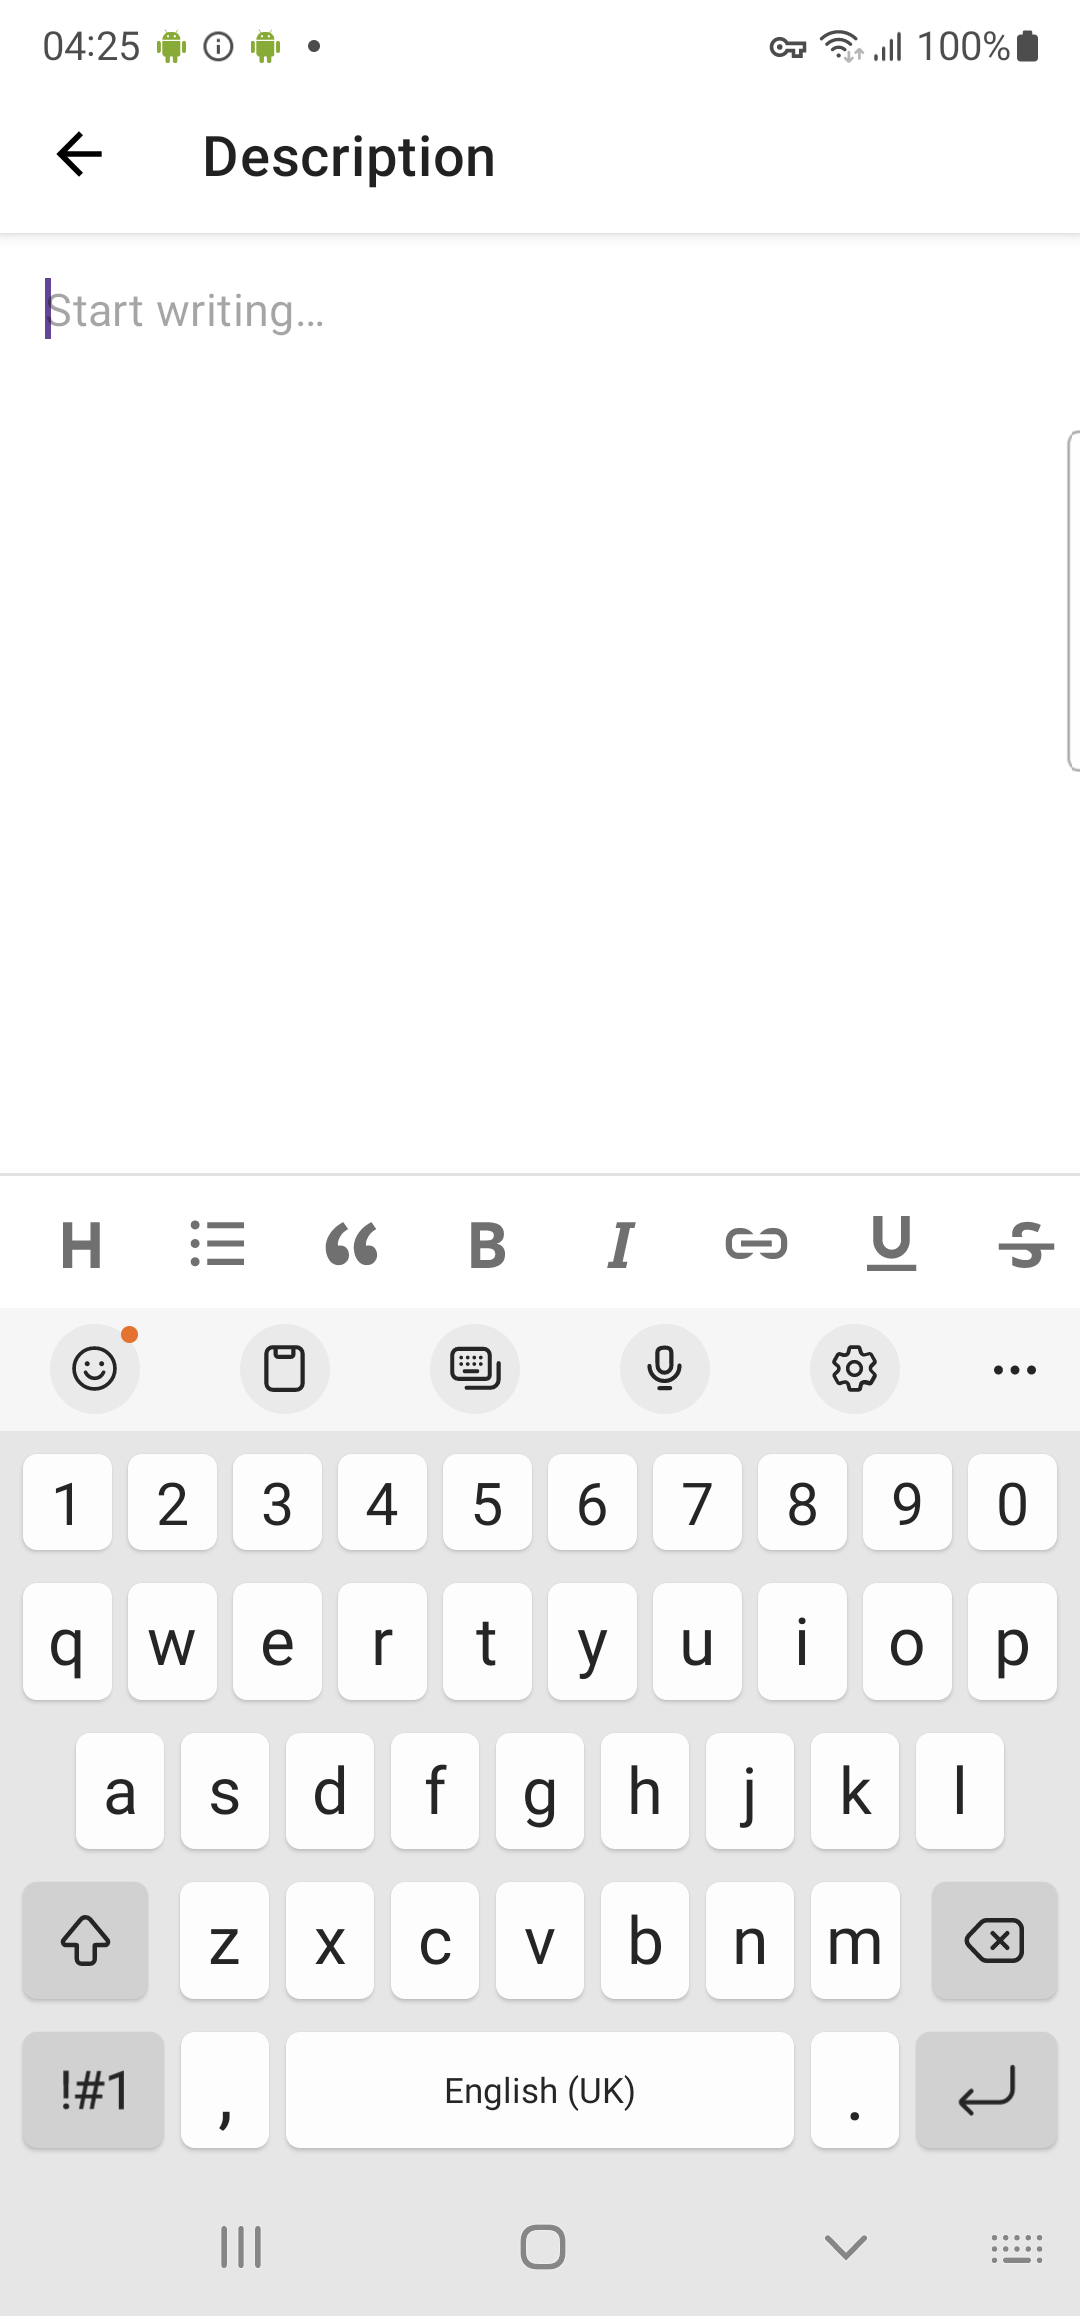 04:25 100%
Description
Start writing…
H B I U S
1 2 3 4 5 6 7 8 9 0
q w e r t y u i o p
a s d f g h j k l
z x c v b n m
!#1 , English (UK) .